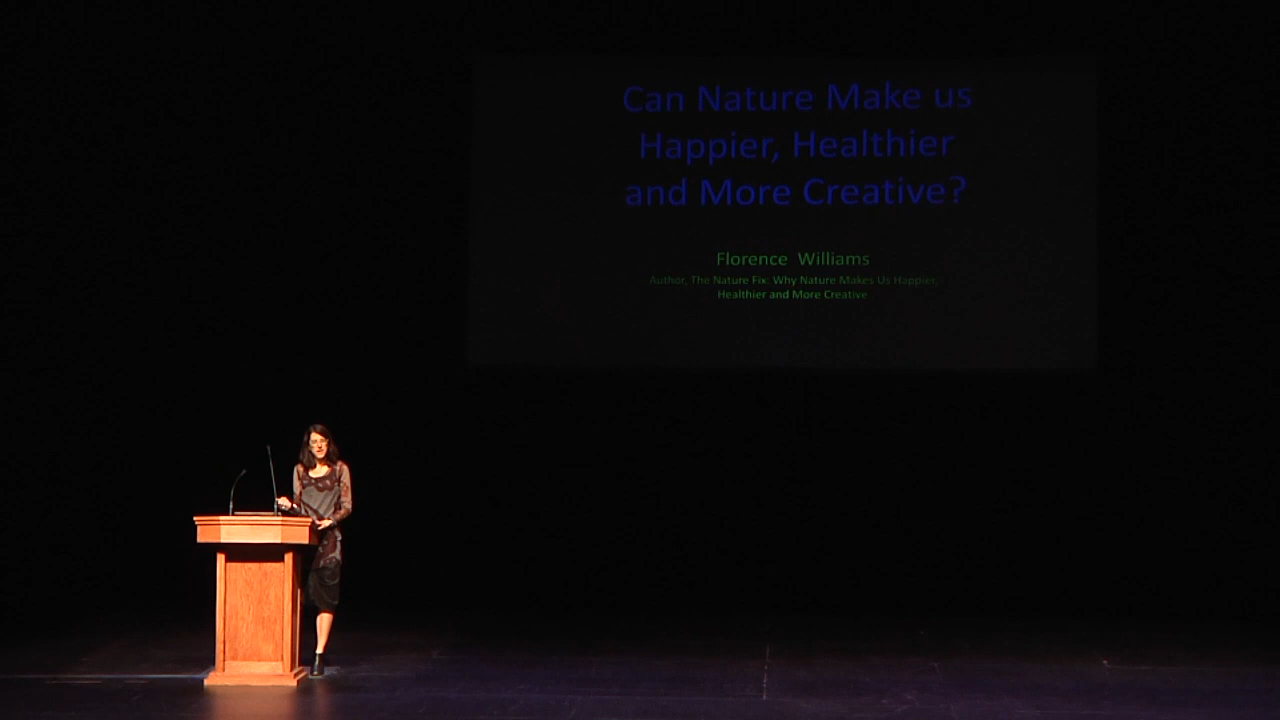 Can Nature Make us
Happier, Healthier
and More Creative?
Florence Williams
Author, The Nature Fix: Why Nature Makes Us Happier,
Healthier and More Creative